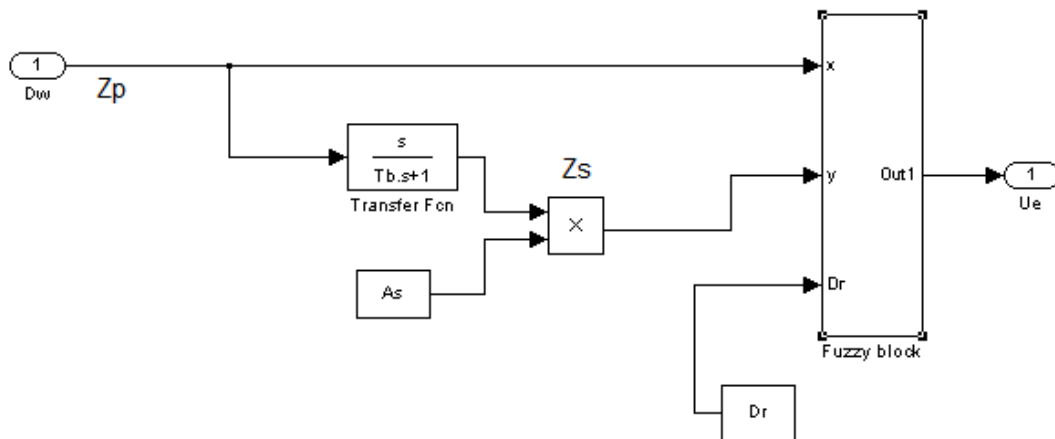 1
Dw
Zp
s
Tb.s+1
Transfer Fcn
As
Zs
×
x
y
Dr
Out1
Fuzzy block
1
Ue
Dr